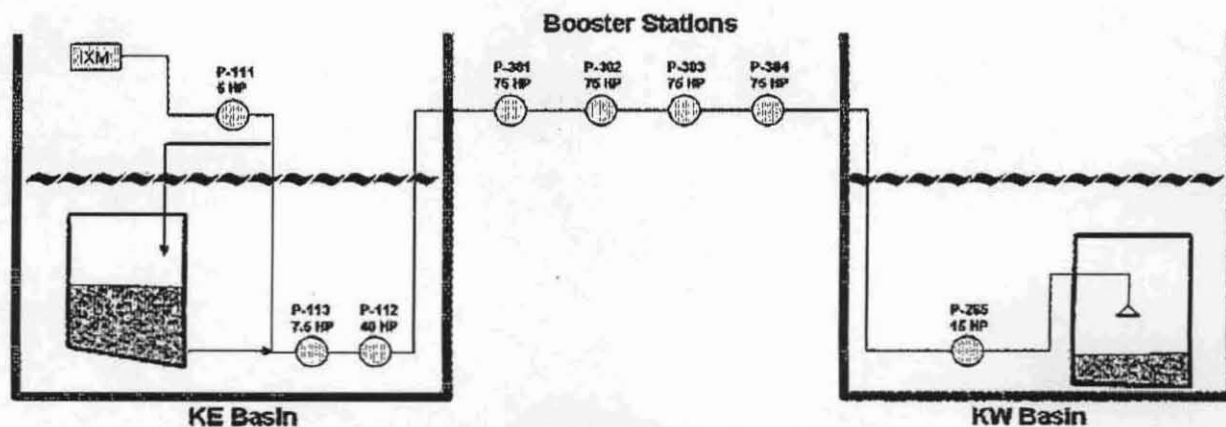 Booster Stations
IXM
P-111
5 HP
P-301
75 HP
P-302
75 HP
P-303
75 HP
P-304
75 HP
P-113
7.5 HP
P-112
40 HP
P-265
15 HP
KE Basin
KW Basin